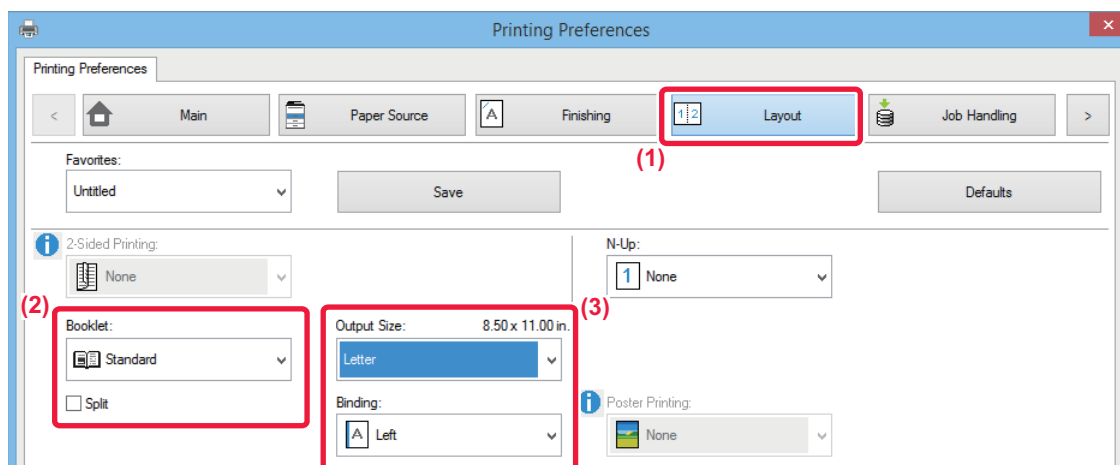 Printing Preferences
Printing Preferences
< Main Paper Source A Finishing 1 2 Layout Job Handling >
(1)
Favorites:
Untitled Save Defaults
2-Sided Printing:
None
N-Up:
1 None
(2)
Booklet:
Standard
Split
(3)
Output Size: 8.50 x 11.00 in.
Letter
Binding:
A Left
Poster Printing:
None